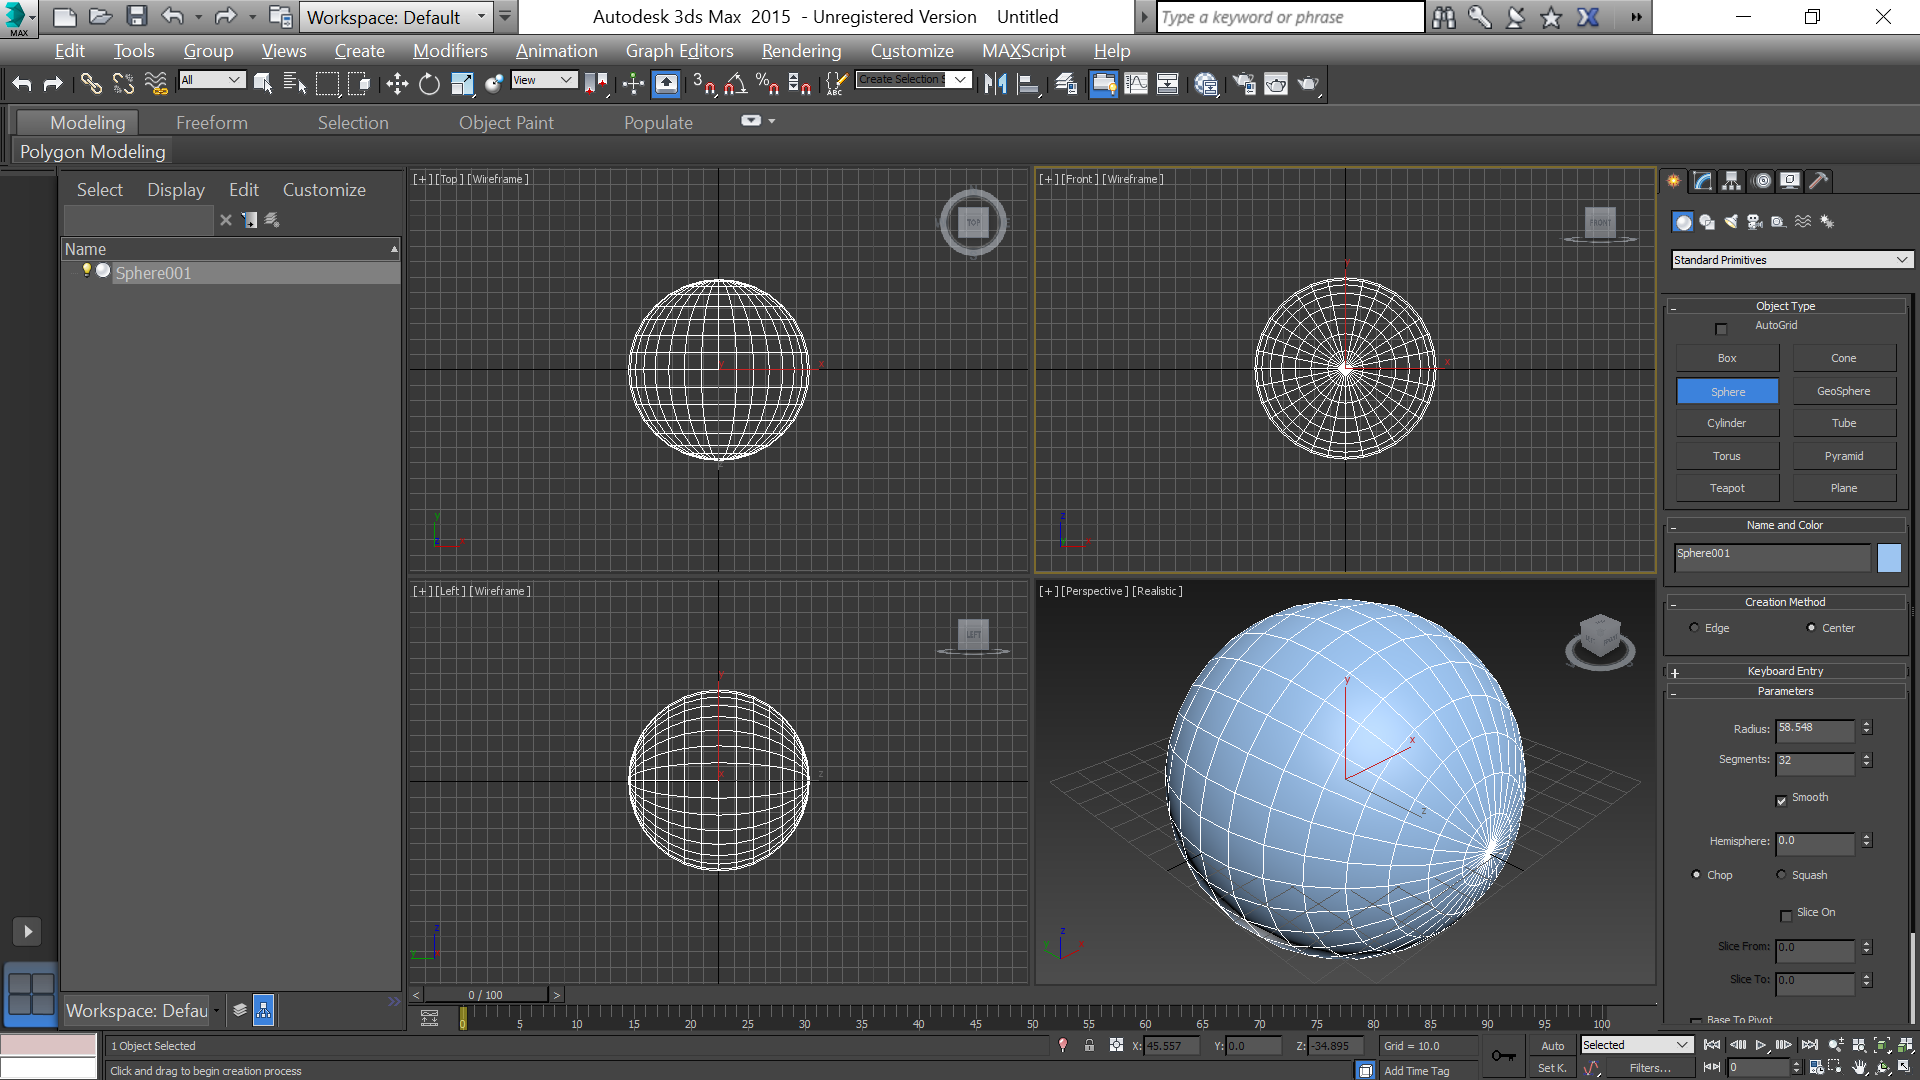 MAX
Workspace: Default
Autodesk 3ds Max 2015 - Unregistered Version Untitled
Type a keyword or phrase
Edit Tools Group Views Create Modifiers Animation Graph Editors Rendering Customize MAXScript Help
All
View
3
%
ABC
Create Selection S
Modeling Freeform Selection Object Paint Populate
Polygon Modeling
Select Display Edit Customize
Name
Sphere001
[+] [Top] [Wireframe]
TOP
x
y
[+] [Front] [Wireframe]
FRONT
x
z
[+] [Left] [Wireframe]
LEFT
y
z
[+] [Perspective] [Realistic]
y
x
z
Standard Primitives
Object Type
AutoGrid
Box Cone
Sphere GeoSphere
Cylinder Tube
Torus Pyramid
Teapot Plane
Name and Color
Sphere001
Creation Method
Edge Center
Keyboard Entry
Parameters
Radius: 58.548
Segments: 32
Smooth
Hemisphere: 0.0
Chop Squash
Slice On
Slice From: 0.0
Slice To: 0.0
Base To Pivot
Workspace: Defau
< 0 / 100 >
0 5 10 15 20 25 30 35 40 45 50 55 60 65 70 75 80 85 90 95 100
1 Object Selected
X: 45.557 Y: 0.0 Z: -34.895 Grid = 10.0
Auto Selected
Click and drag to begin creation process
Add Time Tag
Set K. Filters... 0